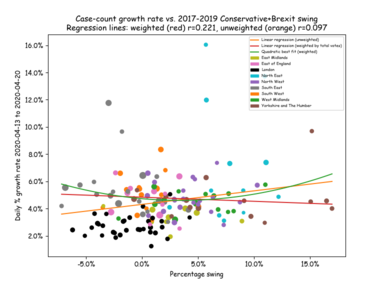 Case-count growth rate vs. 2017-2019 Conservative+Brexit swing
Regression lines: weighted (red) r=0.221, unweighted (orange) r=0.097
Linear regression (unweighted)
Linear regression (weighted by total votes)
Quadratic best fit (weighted)
East Midlands
East of England
London
North East
North West
South East
South West
West Midlands
Yorkshire and The Humber
Daily % growth rate 2020-04-13 to 2020-04-20
16.0%
14.0%
12.0%
10.0%
8.0%
6.0%
4.0%
2.0%
-5.0%
0.0%
5.0%
10.0%
15.0%
Percentage swing